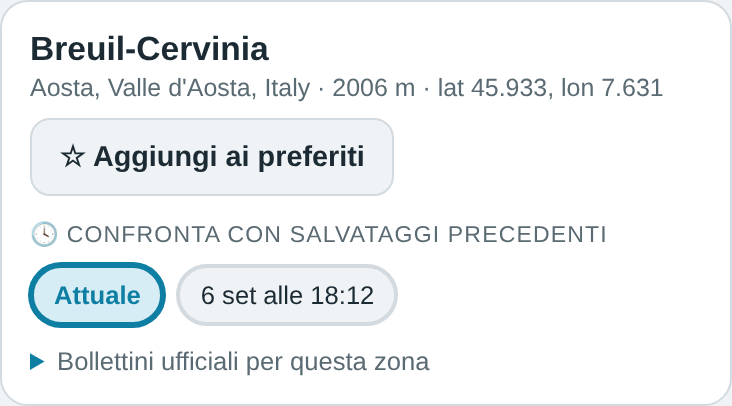 Breuil-Cervinia
Aosta, Valle d'Aosta, Italy · 2006 m · lat 45.933, lon 7.631
☆ Aggiungi ai preferiti
🕓 CONFRONTA CON SALVATAGGI PRECEDENTI
Attuale 6 set alle 18:12
▶ Bollettini ufficiali per questa zona